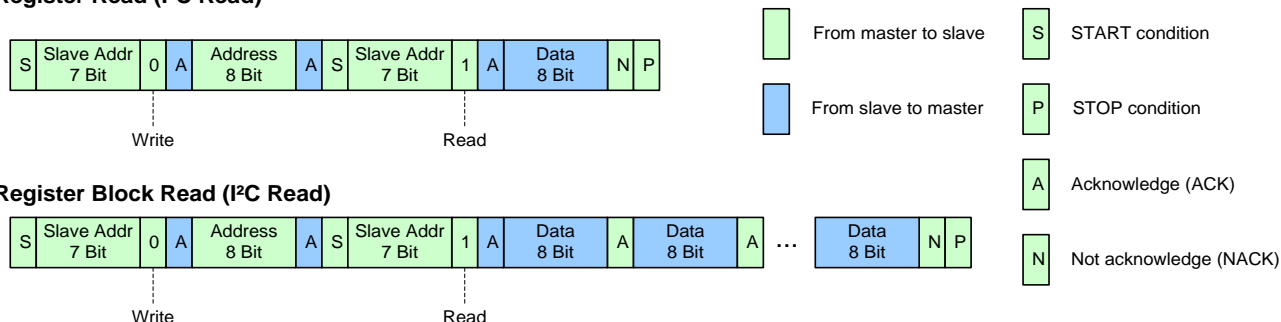 Register Read (I²C Read)
S Slave Addr 7 Bit 0 A Address 8 Bit A S Slave Addr 7 Bit 1 A Data 8 Bit N P
Write Read
Register Block Read (I²C Read)
S Slave Addr 7 Bit 0 A Address 8 Bit A S Slave Addr 7 Bit 1 A Data 8 Bit A Data 8 Bit A ... Data 8 Bit N P
Write Read
From master to slave
From slave to master
S START condition
P STOP condition
A Acknowledge (ACK)
N Not acknowledge (NACK)